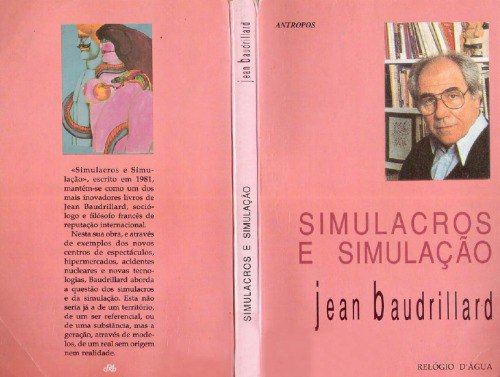 «Simulacros e Simu-
lação», escrito em 1981,
mantém-se como um dos
mais inovadores livros de
Jean Baudrillard, soció-
logo e filósofo francês de
reputação internacional.
Nesta sua obra, e através
de exemplos dos novos
centros de espectáculos,
hipermercados, acidentes
nucleares e novas tecno-
logias, Baudrillard aborda
a questão dos simulacros
e da simulação. Esta não
seria já a de um território,
de um ser referencial, ou
de uma substância, mas a
geração, através de mode-
los, de um real sem origem
nem realidade.
SIMULACROS E SIMULAÇÃO
jean baudrillard
ANTROPOS
SIMULACROS
E SIMULAÇÃO
jean baudrillard
RELÓGIO D'ÁGUA